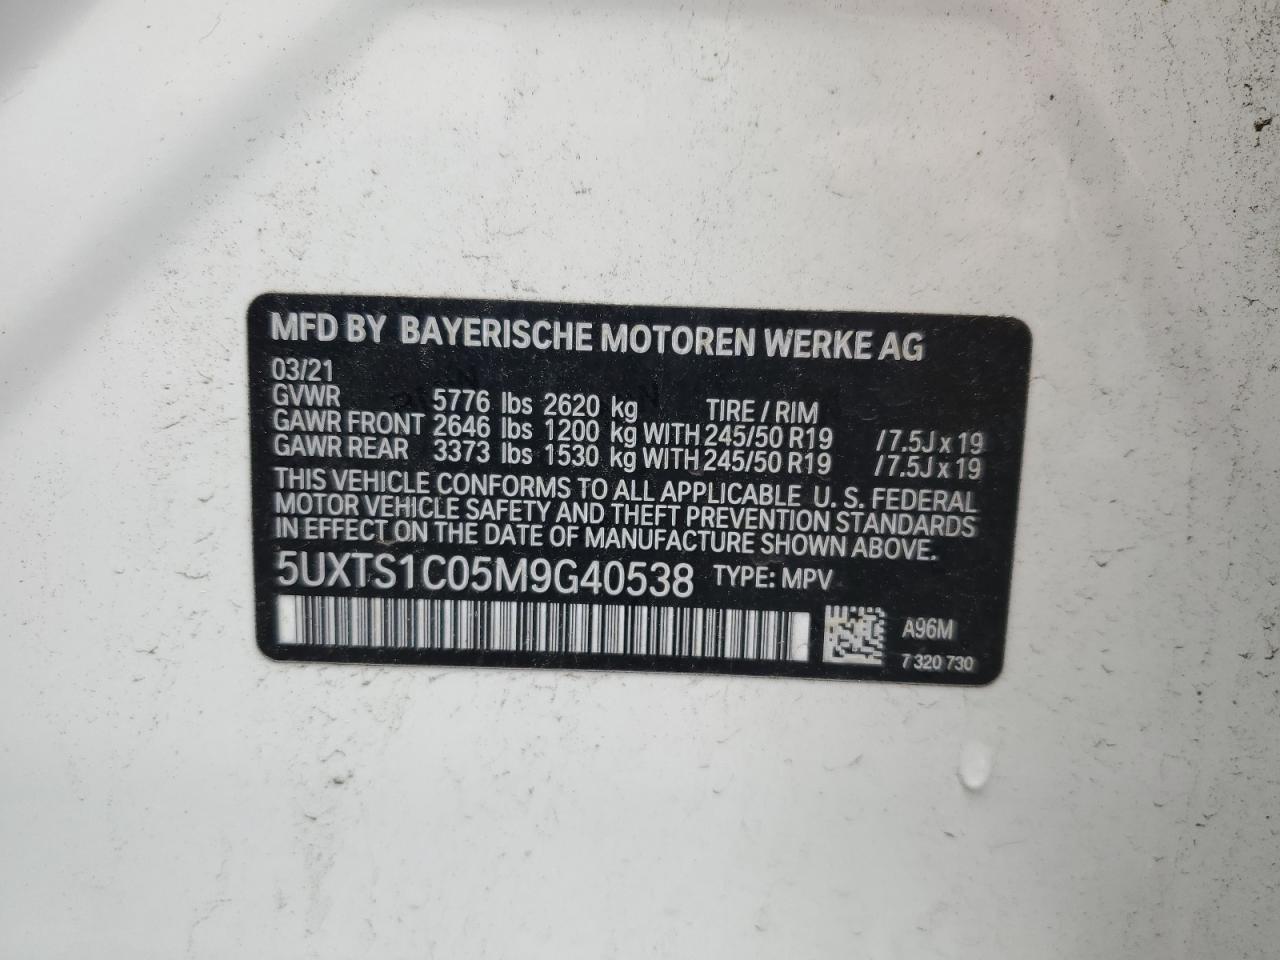 MFD BY BAYERISCHE MOTOREN WERKE AG
03/21
GVWR 5776 lbs 2620 kg TIRE / RIM
GAWR FRONT 2646 lbs 1200 kg WITH 245/50 R19 / 7.5J x 19
GAWR REAR 3373 lbs 1530 kg WITH 245/50 R19 / 7.5J x 19
THIS VEHICLE CONFORMS TO ALL APPLICABLE U. S. FEDERAL
MOTOR VEHICLE SAFETY AND THEFT PREVENTION STANDARDS
IN EFFECT ON THE DATE OF MANUFACTURE SHOWN ABOVE.
5UXTS1C05M9G40538 TYPE: MPV
A96M
7 320 730